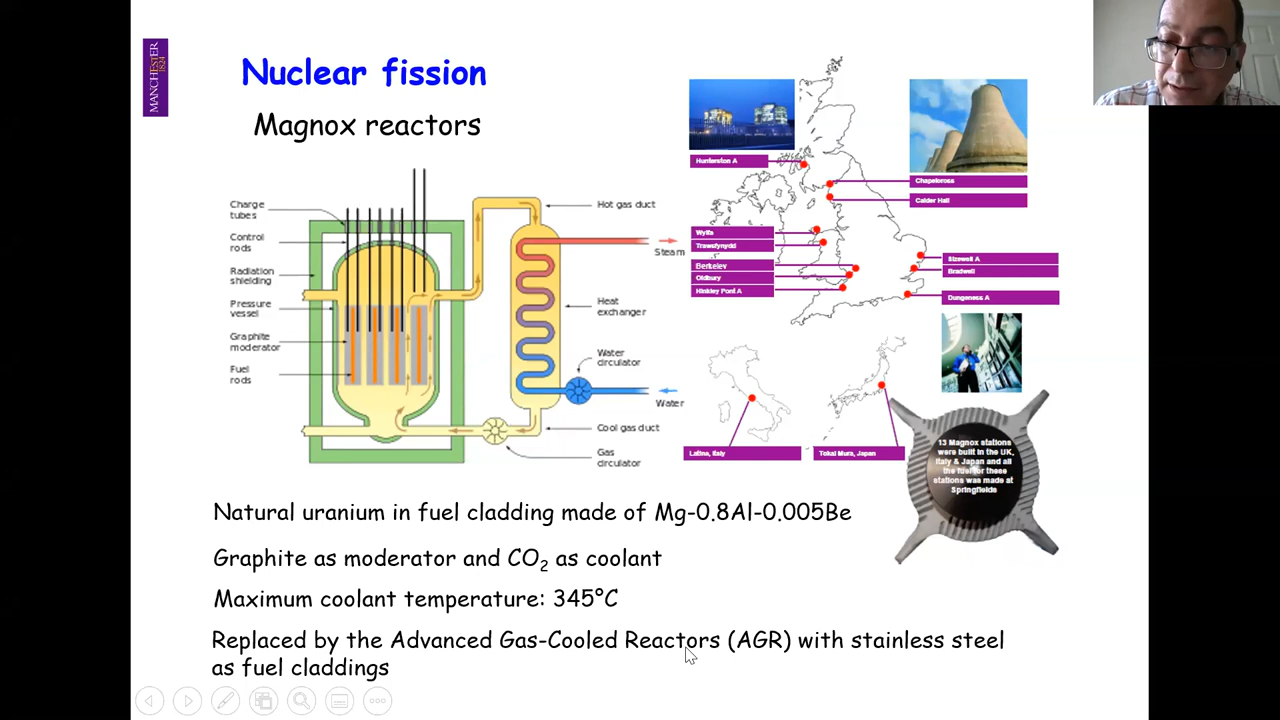 MANCHESTER
1824
Nuclear fission
Magnox reactors
Charge
tubes
Control
rods
Radiation
shielding
Pressure
vessel
Graphite
moderator
Fuel
rods
Hot gas duct
Steam
Heat
exchanger
Water
circulator
Water
Cool gas duct
Gas
circulator
Hunterston A
Chapelcross
Calder Hall
Wylfa
Trawsfynydd
Berkeley
Oldbury
Hinkley Point A
Sizewell A
Bradwell
Dungeness A
Latina, Italy
Tokai Mura, Japan
13 Magnox stations
were built in the UK,
Italy & Japan and all
the fuel for these
stations was made at
Springfields
Natural uranium in fuel cladding made of Mg-0.8Al-0.005Be
Graphite as moderator and CO₂ as coolant
Maximum coolant temperature: 345°C
Replaced by the Advanced Gas-Cooled Reactors (AGR) with stainless steel
as fuel claddings